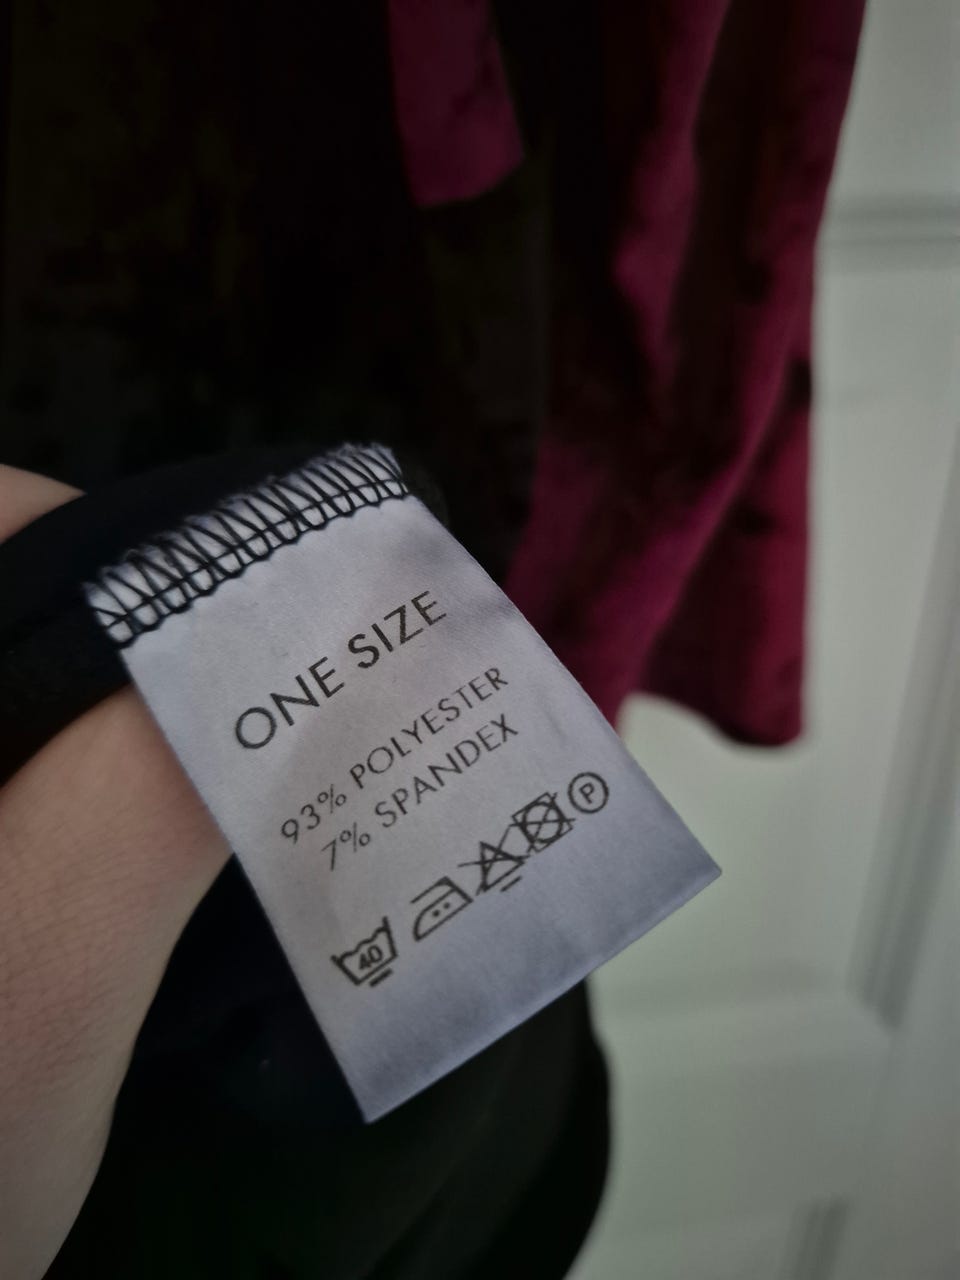 ONE SIZE
93% POLYESTER
7% SPANDEX
40 P